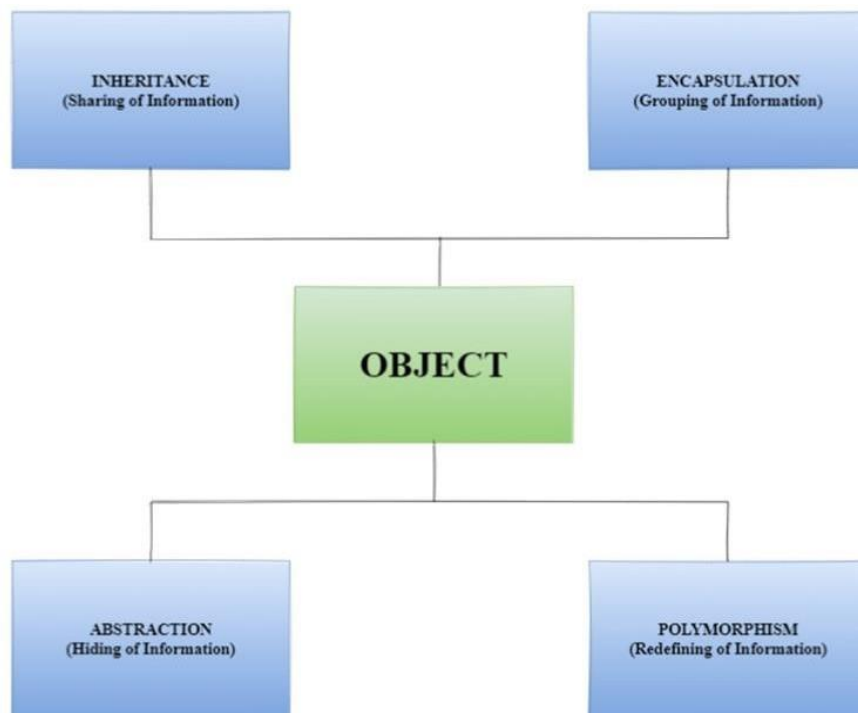 INHERITANCE
(Sharing of Information)
ENCAPSULATION
(Grouping of Information)
OBJECT
ABSTRACTION
(Hiding of Information)
POLYMORPHISM
(Redefining of Information)